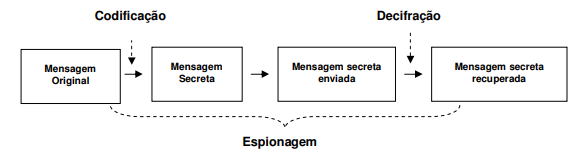 Codificação
Decifração
Mensagem
Original
Mensagem
Secreta
Mensagem secreta
enviada
Mensagem secreta
recuperada
Espionagem